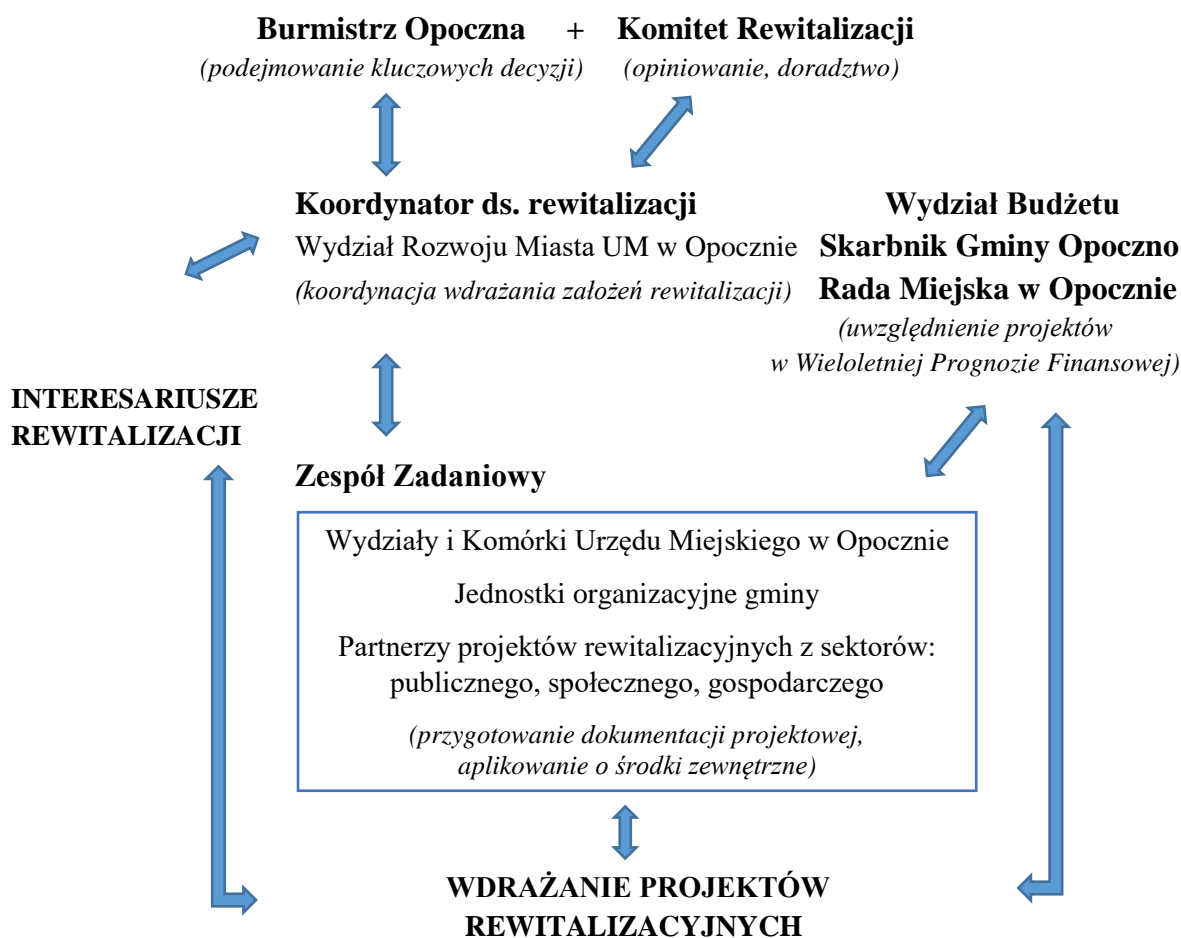 Burmistrz Opoczna + Komitet Rewitalizacji
(podejmowanie kluczowych decyzji) (opiniowanie, doradztwo)
Koordynator ds. rewitalizacji
Wydział Rozwoju Miasta UM w Opocznie
(koordynacja wdrażania założeń rewitalizacji)
Wydział Budżetu
Skarbnik Gminy Opoczno
Rada Miejska w Opocznie
(uwzględnienie projektów
w Wieloletniej Prognozie Finansowej)
INTERESARIUSZE
REWITALIZACJI
Zespół Zadaniowy
Wydziały i Komórki Urzędu Miejskiego w Opocznie
Jednostki organizacyjne gminy
Partnerzy projektów rewitalizacyjnych z sektorów:
publicznego, społecznego, gospodarczego
(przygotowanie dokumentacji projektowej,
aplikowanie o środki zewnętrzne)
WDRAŻANIE PROJEKTÓW
REWITALIZACYJNYCH